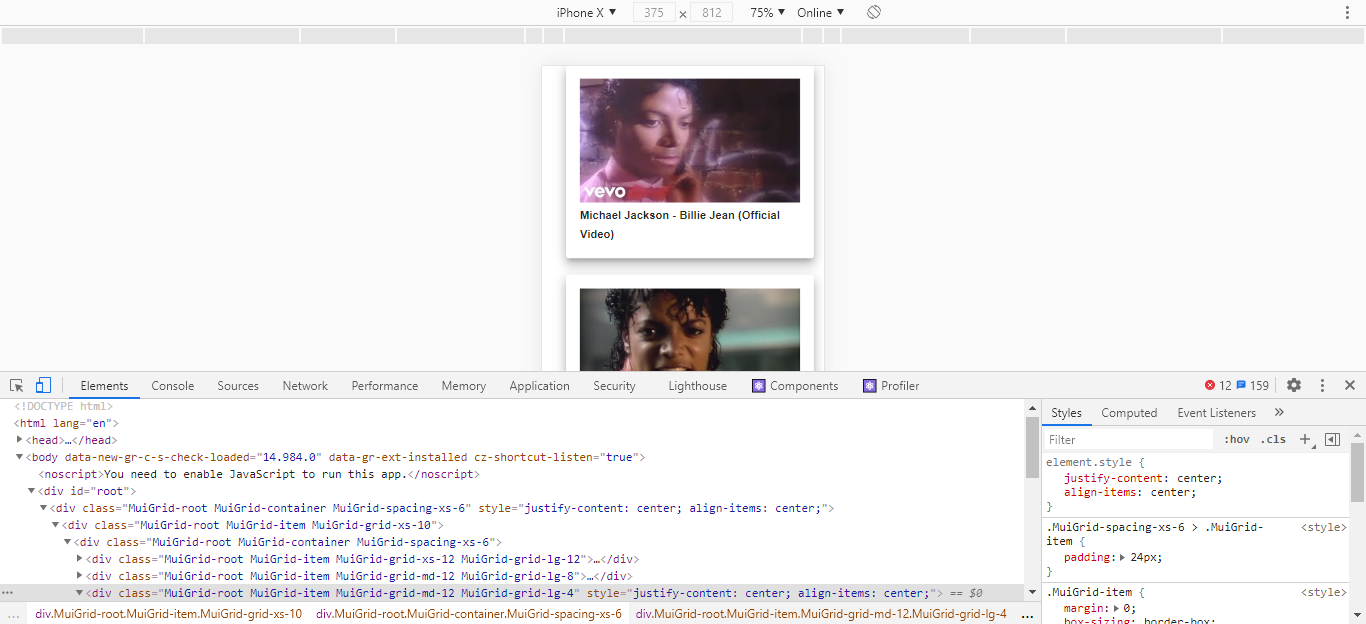 iPhone X ▼ 375 × 812 75% ▼ Online ▼
vevo
Michael Jackson - Billie Jean (Official
Video)
Elements Console Sources Network Performance Memory Application Security Lighthouse Components Profiler 12 159
<!DOCTYPE html>
<html lang="en">
▶<head>…</head>
▼<body data-new-gr-c-s-check-loaded="14.984.0" data-gr-ext-installed cz-shortcut-listen="true">
<noscript>You need to enable JavaScript to run this app.</noscript>
▼<div id="root">
▼<div class="MuiGrid-root MuiGrid-container MuiGrid-spacing-xs-6" style="justify-content: center; align-items: center;">
▼<div class="MuiGrid-root MuiGrid-item MuiGrid-grid-xs-10">
▼<div class="MuiGrid-root MuiGrid-container MuiGrid-spacing-xs-6">
▶<div class="MuiGrid-root MuiGrid-item MuiGrid-grid-xs-12 MuiGrid-grid-lg-12">…</div>
▶<div class="MuiGrid-root MuiGrid-item MuiGrid-grid-md-12 MuiGrid-grid-lg-8">…</div>
… ▼<div class="MuiGrid-root MuiGrid-item MuiGrid-grid-md-12 MuiGrid-grid-lg-4" style="justify-content: center; align-items: center;"> == $0
… div.MuiGrid-root.MuiGrid-item.MuiGrid-grid-xs-10 div.MuiGrid-root.MuiGrid-container.MuiGrid-spacing-xs-6 div.MuiGrid-root.MuiGrid-item.MuiGrid-grid-md-12.MuiGrid-grid-lg-4 …
Styles Computed Event Listeners »
Filter :hov .cls +
element.style {
justify-content: center;
align-items: center;
}
.MuiGrid-spacing-xs-6 > .MuiGrid- <style>
item {
padding:▶ 24px;
}
.MuiGrid-item { <style>
margin:▶ 0;
box-sizing: border-box;